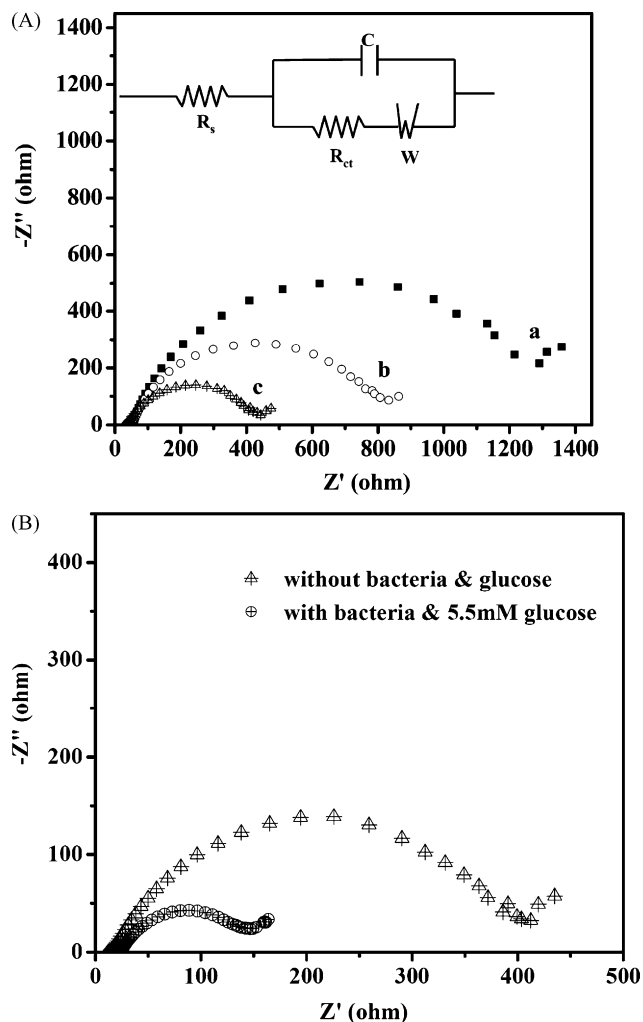 (A)
1400
1200
1000
800
600
400
200
0
-Z" (ohm)
C
R_s
R_ct
W
a
b
c
0 200 400 600 800 1000 1200 1400
Z' (ohm)
(B)
400
300
200
100
0
-Z" (ohm)
without bacteria & glucose
with bacteria & 5.5mM glucose
0 100 200 300 400 500
Z' (ohm)